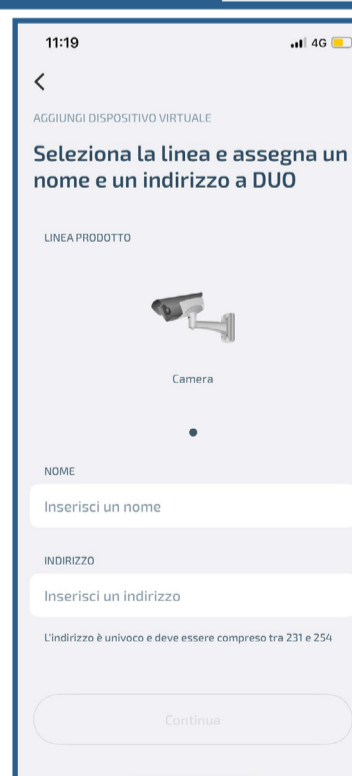 11:19
4G
AGGIUNGI DISPOSITIVO VIRTUALE
Seleziona la linea e assegna un
nome e un indirizzo a DUO
LINEA PRODOTTO
Camera
NOME
Inserisci un nome
INDIRIZZO
Inserisci un indirizzo
L'indirizzo è univoco e deve essere compreso tra 231 e 254
Continua